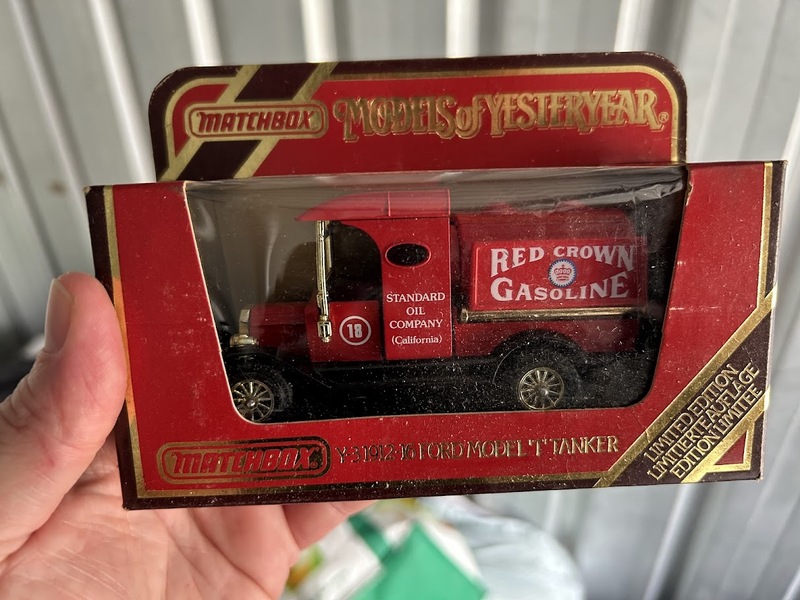 MATCHBOX
MODELS of YESTERYEAR®
RED CROWN
GASOLINE
STANDARD
OIL
COMPANY
(California)
18
MATCHBOX®
Y-3 1912-16 FORD MODEL 'T' TANKER
LIMITED EDITION
LIMITIERTE AUFLAGE
EDITION LIMITÉE